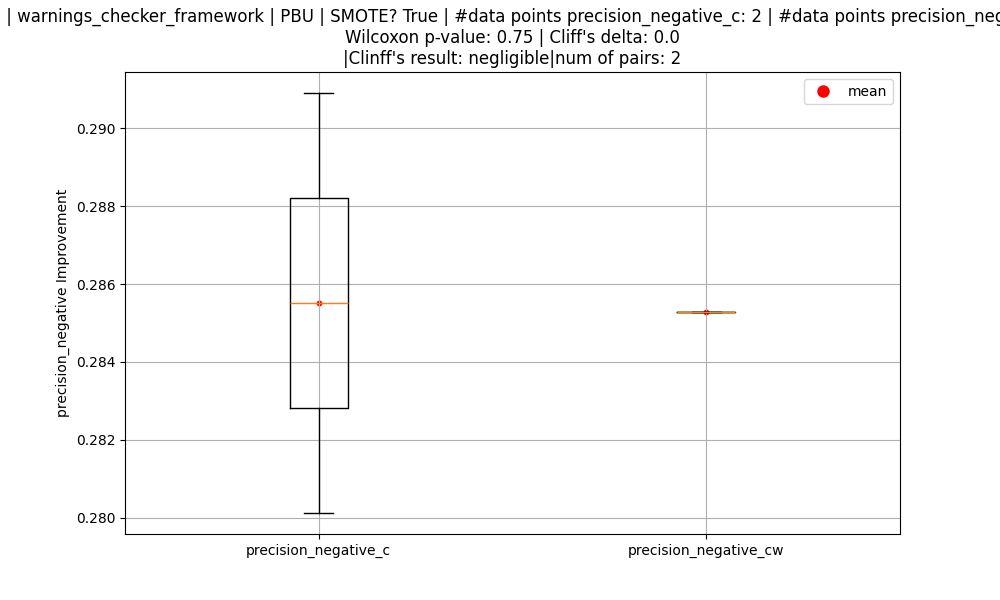 | warnings_checker_framework | PBU | SMOTE? True | #data points precision_negative_c: 2 | #data points
Wilcoxon p-value: 0.75 | Cliff's delta: 0.0
|Clinff's result: negligible|num of pairs: 2
mean
0.290
0.288
0.286
0.284
0.282
0.280
precision_negative Improvement
precision_negative_c
precision_negative_cw